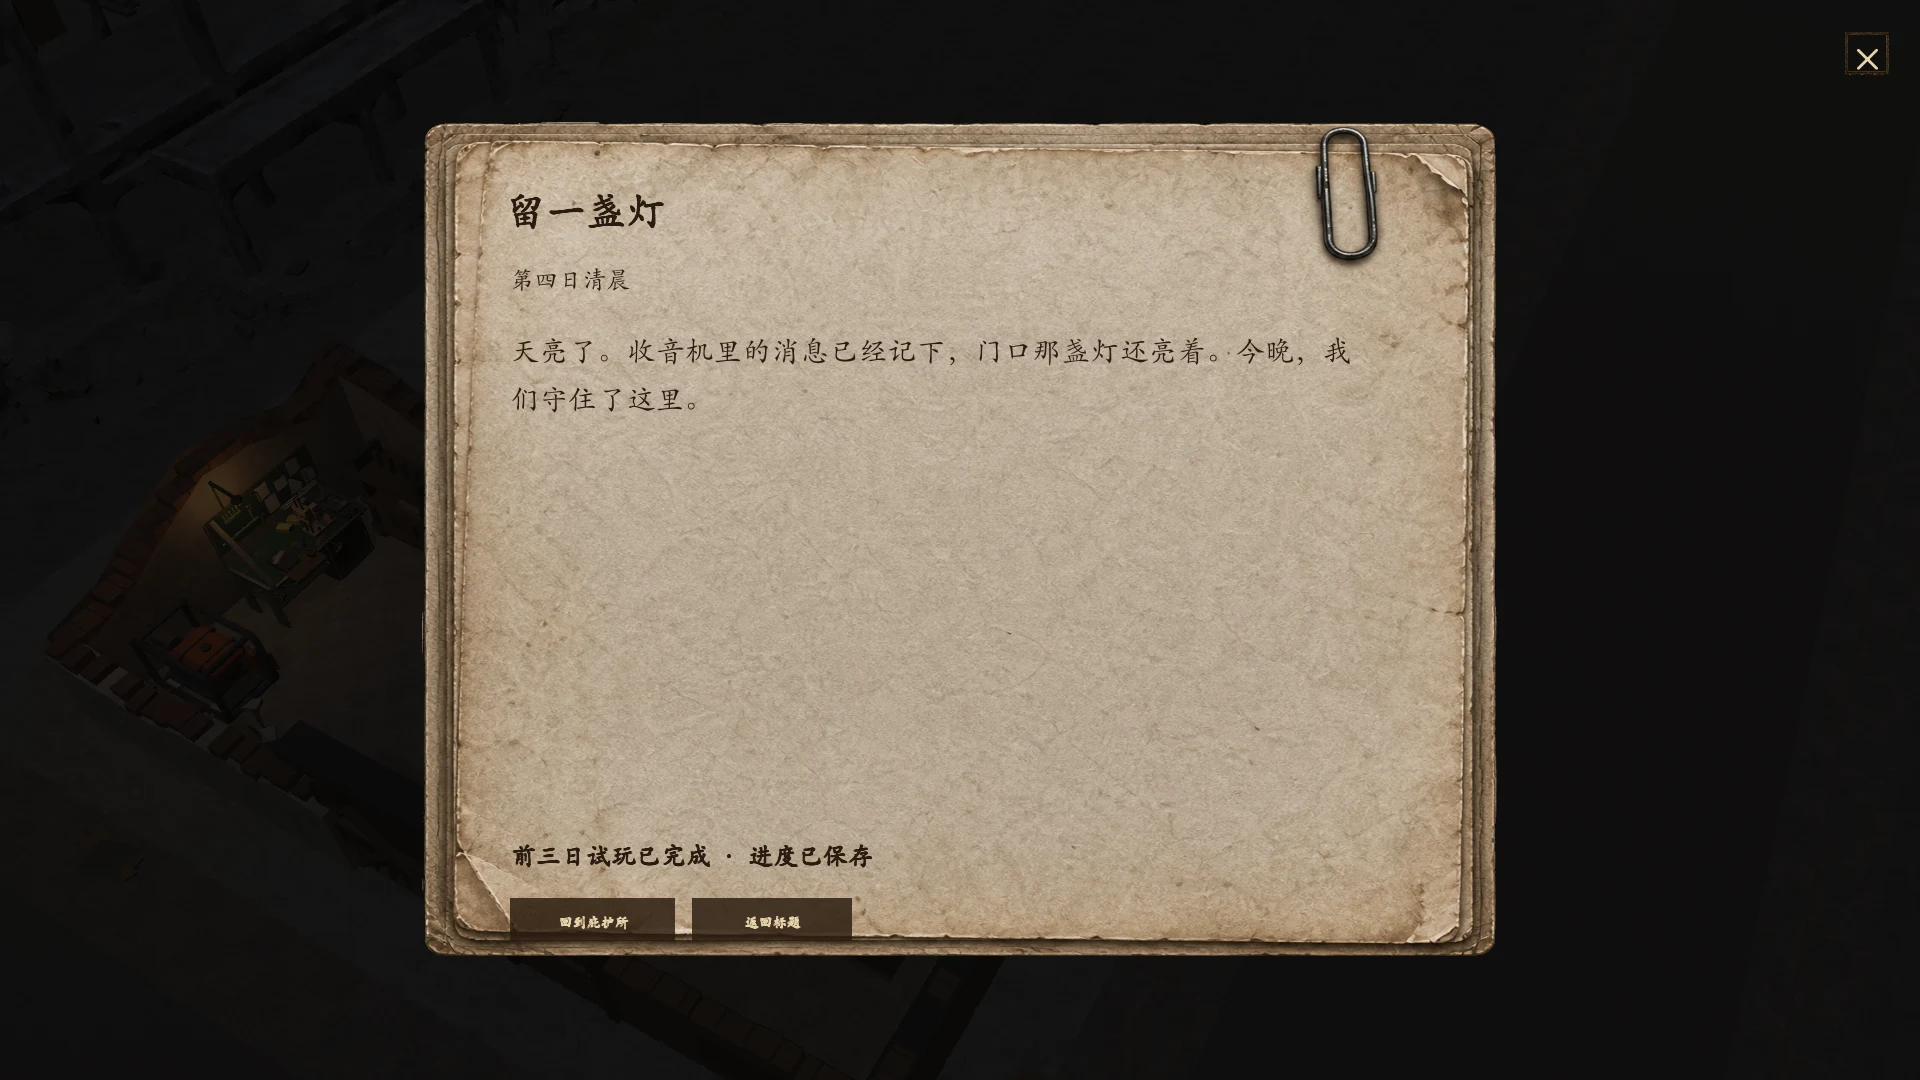 留一盏灯
第四日清晨
天亮了。收音机里的消息已经记下，门口那盏灯还亮着。今晚，我
们守住了这里。
前三日试玩已完成 · 进度已保存
回到庇护所
返回标题